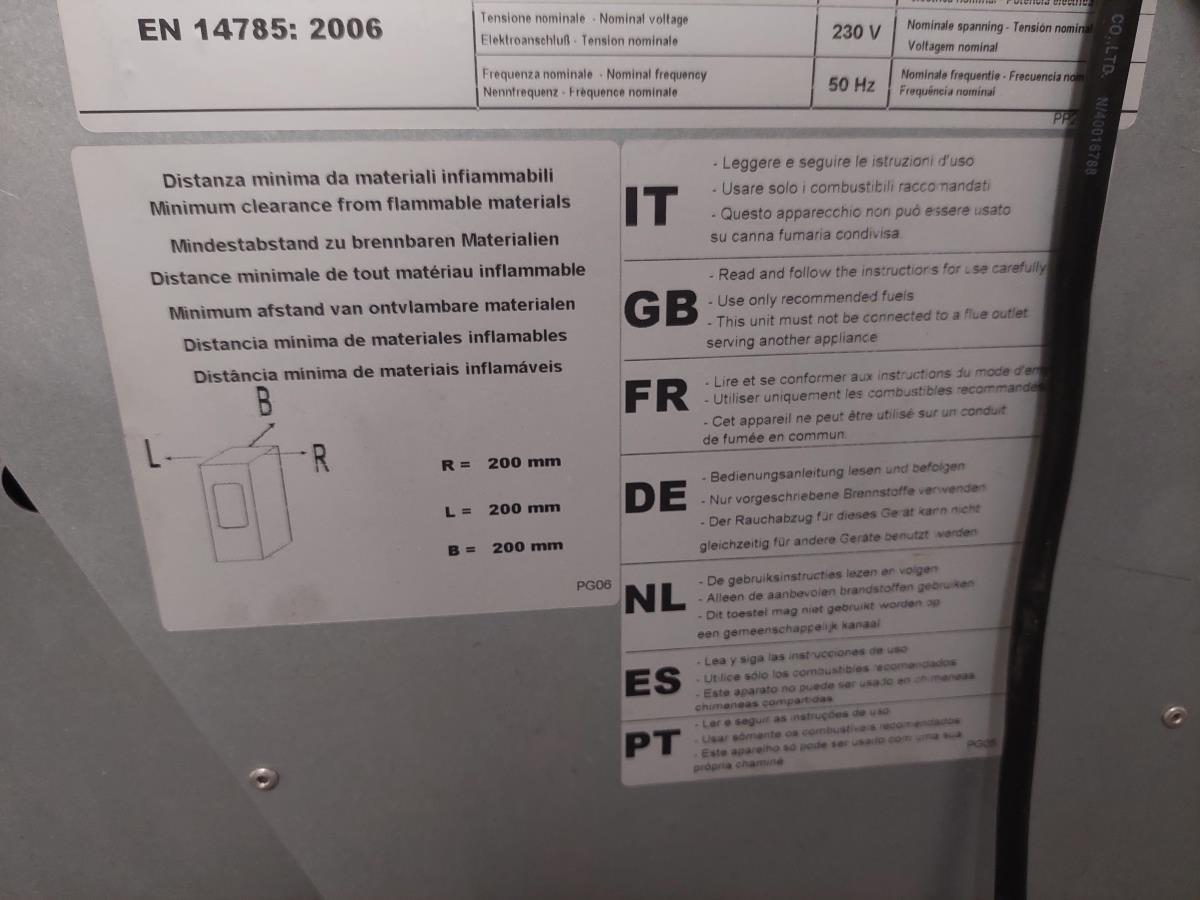 EN 14785: 2006
Tensione nominale - Nominal voltage
Elektroanschluß - Tension nominale
230 V
Nominale spanning - Tensión nominal
Voltagem nominal
Frequenza nominale - Nominal frequency
Nennfrequenz - Fréquence nominale
50 Hz
Nominale frequentie - Frecuencia nom
Frequência nominal
CO.,LTD. N/40016788
Distanza minima da materiali infiammabili
Minimum clearance from flammable materials
Mindestabstand zu brennbaren Materialien
Distance minimale de tout matériau inflammable
Minimum afstand van ontvlambare materialen
Distancia minima de materiales inflamables
Distância mínima de materiais inflamáveis
B
L
R
R = 200 mm
L = 200 mm
B = 200 mm
PG06
IT
- Leggere e seguire le istruzioni d'uso
- Usare solo i combustibili raccomandati
- Questo apparecchio non può essere usato
su canna fumaria condivisa.
GB
- Read and follow the instructions for use carefully
- Use only recommended fuels
- This unit must not be connected to a flue outlet
serving another appliance
FR
- Lire et se conformer aux instructions du mode d'em
- Utiliser uniquement les combustibles recommandés
- Cet appareil ne peut être utilisé sur un conduit
de fumée en commun.
DE
- Bedienungsanleitung lesen und befolgen
- Nur vorgeschriebene Brennstoffe verwenden
- Der Rauchabzug für dieses Gerät kann nicht
gleichzeitig für andere Geräte benutzt werden
NL
- De gebruiksinstructies lezen en volgen
- Alleen de aanbevolen brandstoffen gebruiken
- Dit toestel mag niet gebruikt worden op
een gemeenschappelijk kanaal
ES
- Lea y siga las instrucciones de uso
- Utilice sólo los combustibles recomendados
- Este aparato no puede ser usado en chimeneas
chimeneas compartidas
PT
- Ler e seguir as instruções de uso
- Usar sómente os combustíveis recomendados
- Este aparelho só pode ser usado com uma sua
própria chaminé
PG05